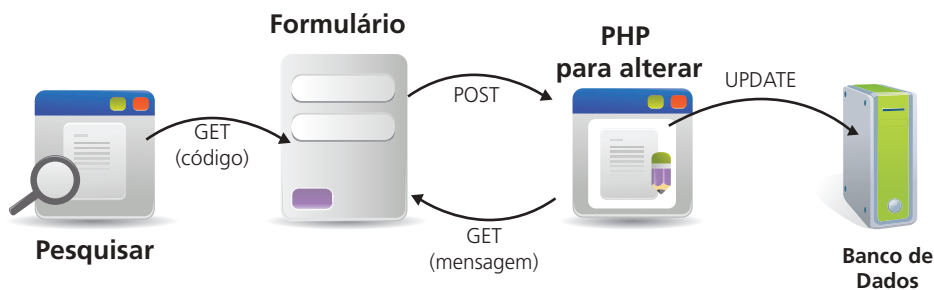 Formulário
PHP
para alterar
UPDATE
POST
GET
(código)
GET
(mensagem)
Pesquisar
Banco de
Dados